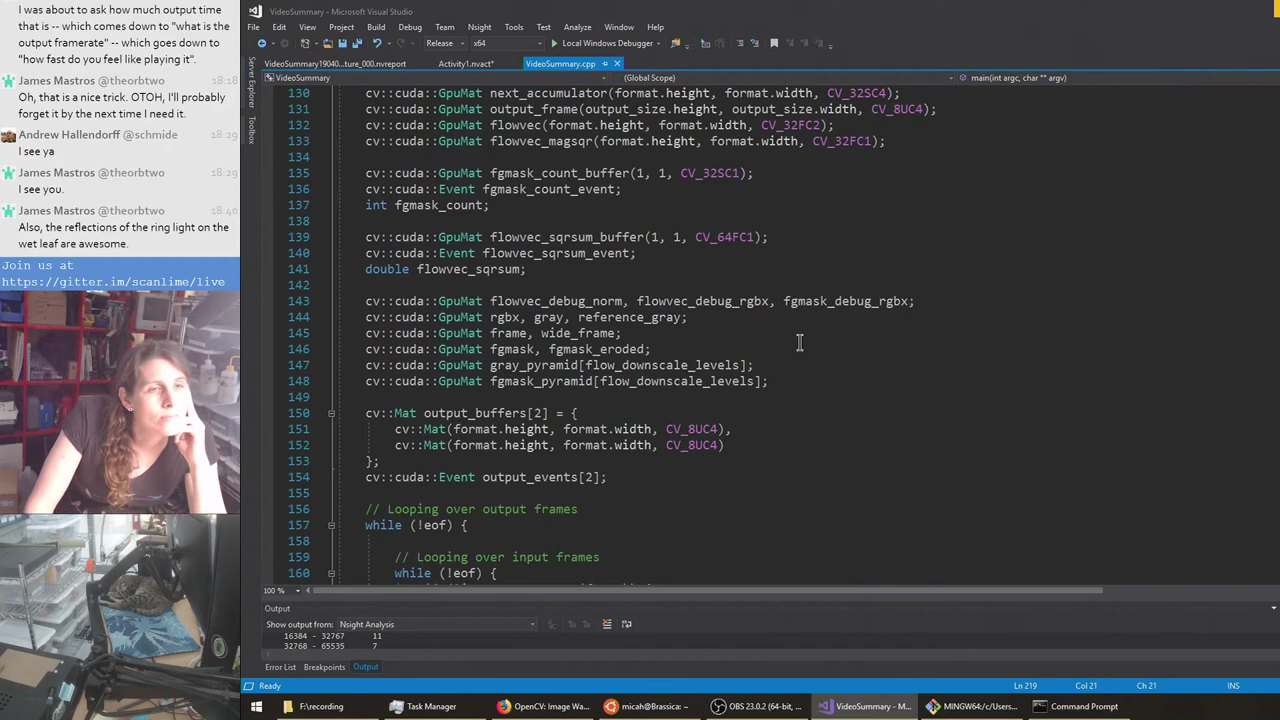 I was about to ask how much output time
that is -- which comes down to "what is the
output framerate" -- which goes down to
"how fast do you feel like playing it".
James Mastros @theorbtwo 18:18
Oh, that is a nice trick. OTOH, I'll probably
forget it by the next time I need it.
Andrew Hallendorff @schmide 18:29
I see ya
James Mastros @theorbtwo 18:29
I see you.
James Mastros @theorbtwo 18:40
Also, the reflections of the ring light on the
wet leaf are awesome.
Join us at
https://gitter.im/scanlime/live
VideoSummary - Microsoft Visual Studio
File Edit View Project Build Debug Team Nsight Tools Test Analyze Window Help
Release x64 Local Windows Debugger
VideoSummary19040...ture_000.nvreport Activity1.nvact* VideoSummary.cpp
VideoSummary (Global Scope) main(int argc, char ** argv)
Server Explorer
Toolbox
130 cv::cuda::GpuMat next_accumulator(format.height, format.width, CV_32SC4);
131 cv::cuda::GpuMat output_frame(output_size.height, output_size.width, CV_8UC4);
132 cv::cuda::GpuMat flowvec(format.height, format.width, CV_32FC2);
133 cv::cuda::GpuMat flowvec_magsqr(format.height, format.width, CV_32FC1);
134
135 cv::cuda::GpuMat fgmask_count_buffer(1, 1, CV_32SC1);
136 cv::cuda::Event fgmask_count_event;
137 int fgmask_count;
138
139 cv::cuda::GpuMat flowvec_sqrsum_buffer(1, 1, CV_64FC1);
140 cv::cuda::Event flowvec_sqrsum_event;
141 double flowvec_sqrsum;
142
143 cv::cuda::GpuMat flowvec_debug_norm, flowvec_debug_rgbx, fgmask_debug_rgbx;
144 cv::cuda::GpuMat rgbx, gray, reference_gray;
145 cv::cuda::GpuMat frame, wide_frame;
146 cv::cuda::GpuMat fgmask, fgmask_eroded;
147 cv::cuda::GpuMat gray_pyramid[flow_downscale_levels];
148 cv::cuda::GpuMat fgmask_pyramid[flow_downscale_levels];
149
150 cv::Mat output_buffers[2] = {
151 cv::Mat(format.height, format.width, CV_8UC4),
152 cv::Mat(format.height, format.width, CV_8UC4)
153 };
154 cv::cuda::Event output_events[2];
155
156 // Looping over output frames
157 while (!eof) {
158
159 // Looping over input frames
160 while (!eof) {
100 %
Output
Show output from: Nsight Analysis
16384 - 32767 11
32768 - 65535 7
Error List Breakpoints Output
Ready Ln 219 Col 21 Ch 21 INS
F:\recording Task Manager OpenCV: Image Wa... micah@Brassica: ~ OBS 23.0.2 (64-bit, ... VideoSummary - M... MINGW64:/c/Users... Command Prompt